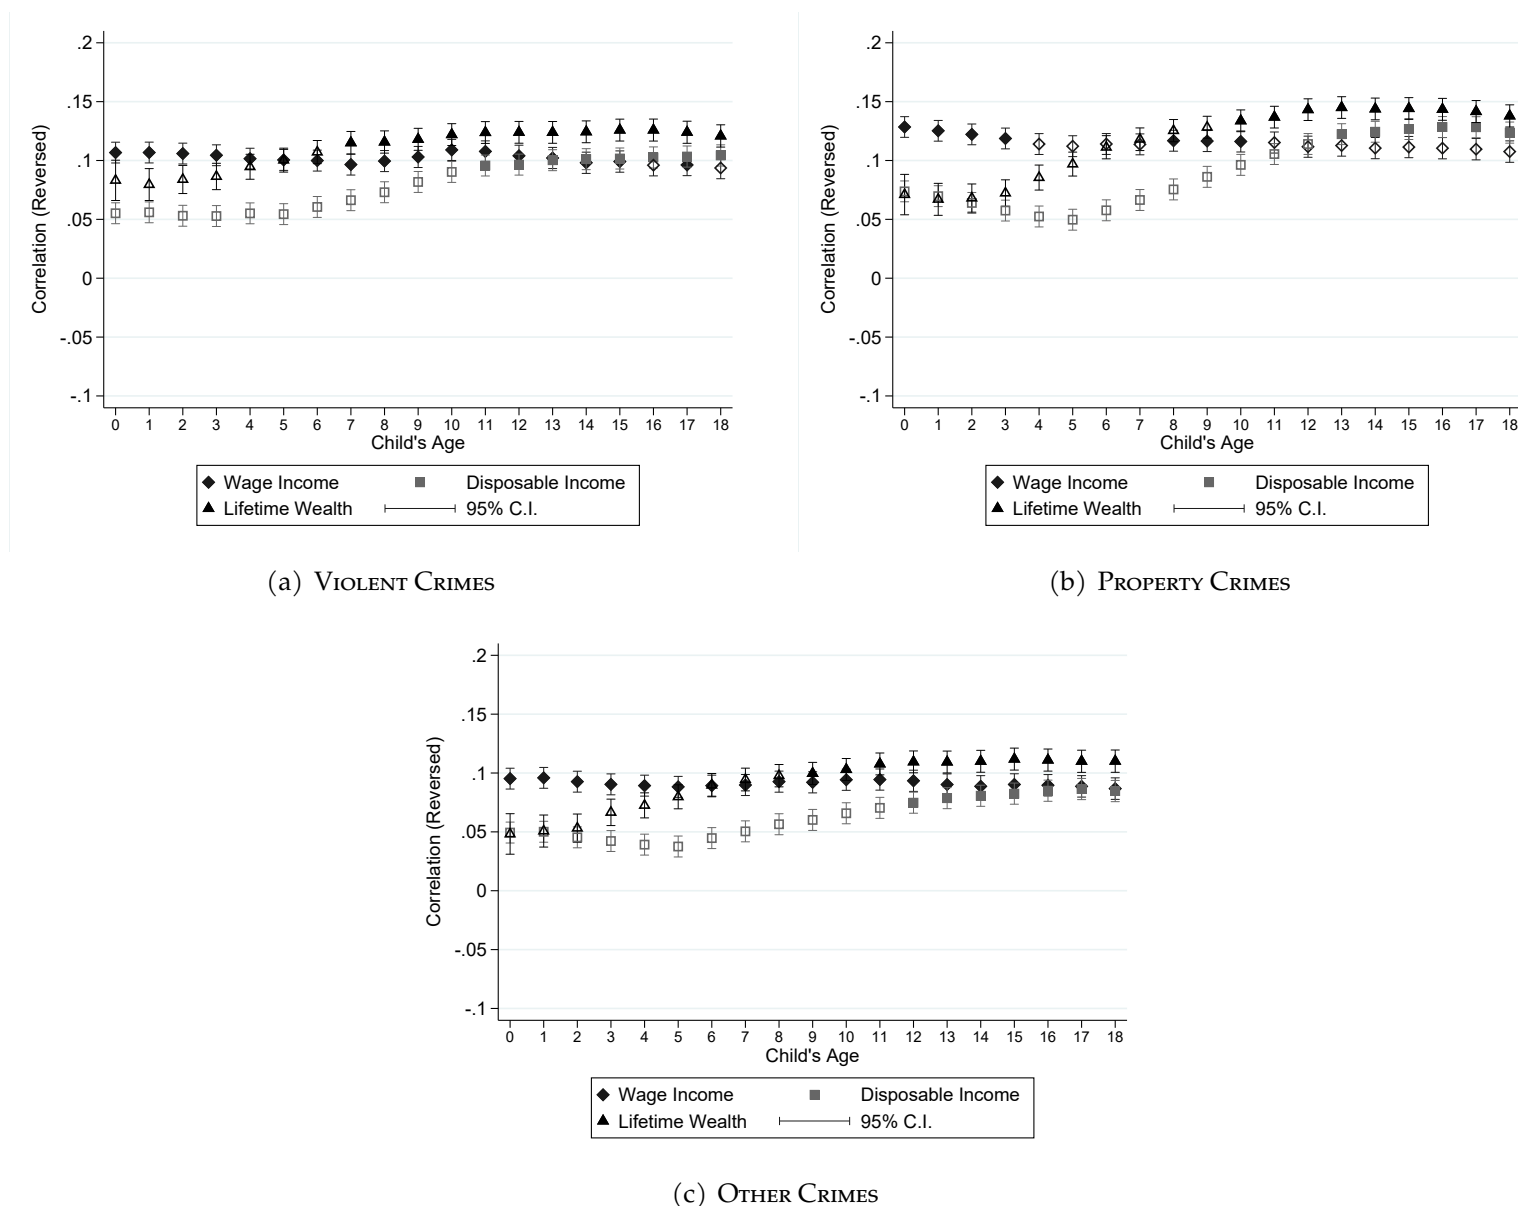 Correlation (Reversed)
.2
.15
.1
.05
0
-.05
-.1
0 1 2 3 4 5 6 7 8 9 10 11 12 13 14 15 16 17 18
Child's Age
Wage Income Disposable Income
Lifetime Wealth 95% C.I.
(a) Violent Crimes
Correlation (Reversed)
.2
.15
.1
.05
0
-.05
-.1
0 1 2 3 4 5 6 7 8 9 10 11 12 13 14 15 16 17 18
Child's Age
Wage Income Disposable Income
Lifetime Wealth 95% C.I.
(b) Property Crimes
Correlation (Reversed)
.2
.15
.1
.05
0
-.05
-.1
0 1 2 3 4 5 6 7 8 9 10 11 12 13 14 15 16 17 18
Child's Age
Wage Income Disposable Income
Lifetime Wealth 95% C.I.
(c) Other Crimes